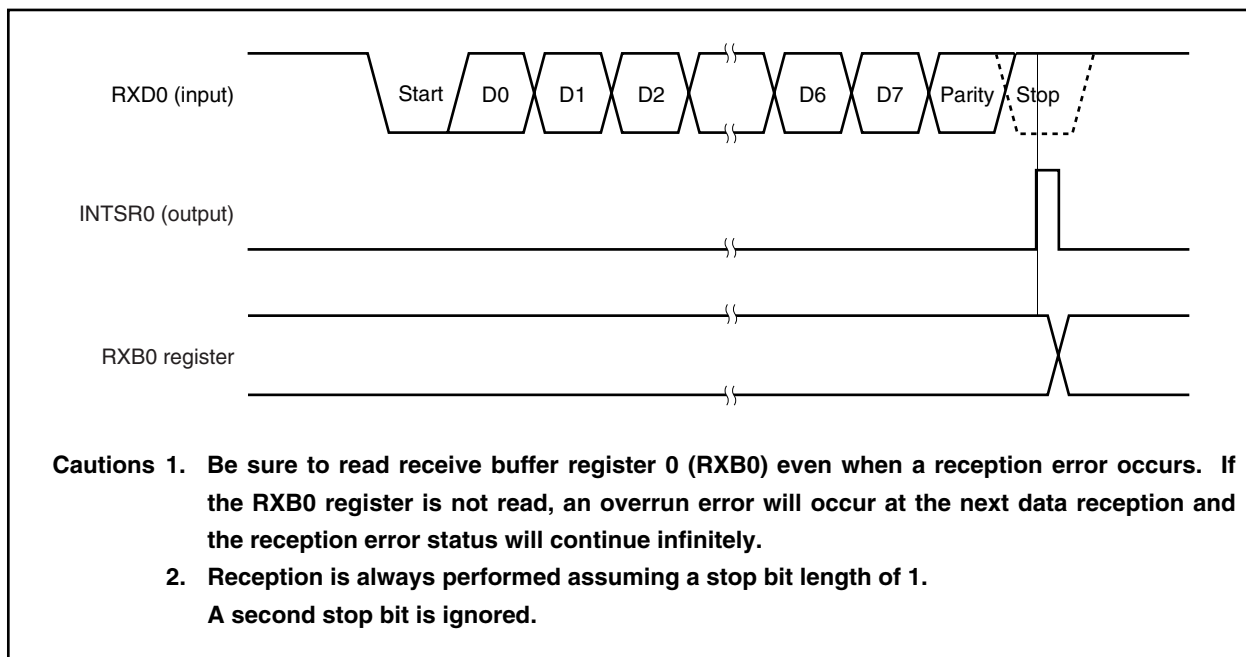 RXD0 (input) Start D0 D1 D2 D6 D7 Parity Stop
INTSR0 (output)
RXB0 register
Cautions 1. Be sure to read receive buffer register 0 (RXB0) even when a reception error occurs. If
the RXB0 register is not read, an overrun error will occur at the next data reception and
the reception error status will continue infinitely.
2. Reception is always performed assuming a stop bit length of 1.
A second stop bit is ignored.